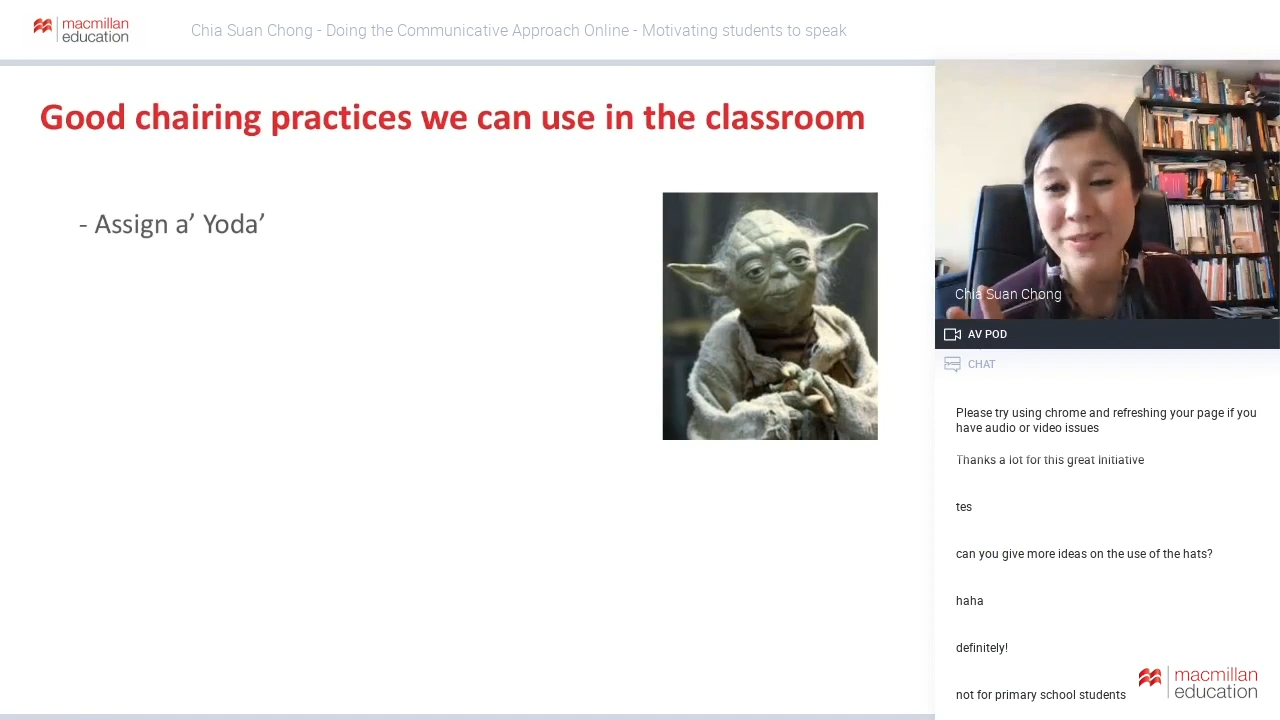 macmillan
education
Chia Suan Chong - Doing the Communicative Approach Online - Motivating students to speak
Good chairing practices we can use in the classroom
- Assign a’ Yoda’
Chia Suan Chong
AV POD
CHAT
Please try using chrome and refreshing your page if you
have audio or video issues
Thanks a lot for this great initiative
tes
can you give more ideas on the use of the hats?
haha
definitely!
not for primary school students
macmillan
education